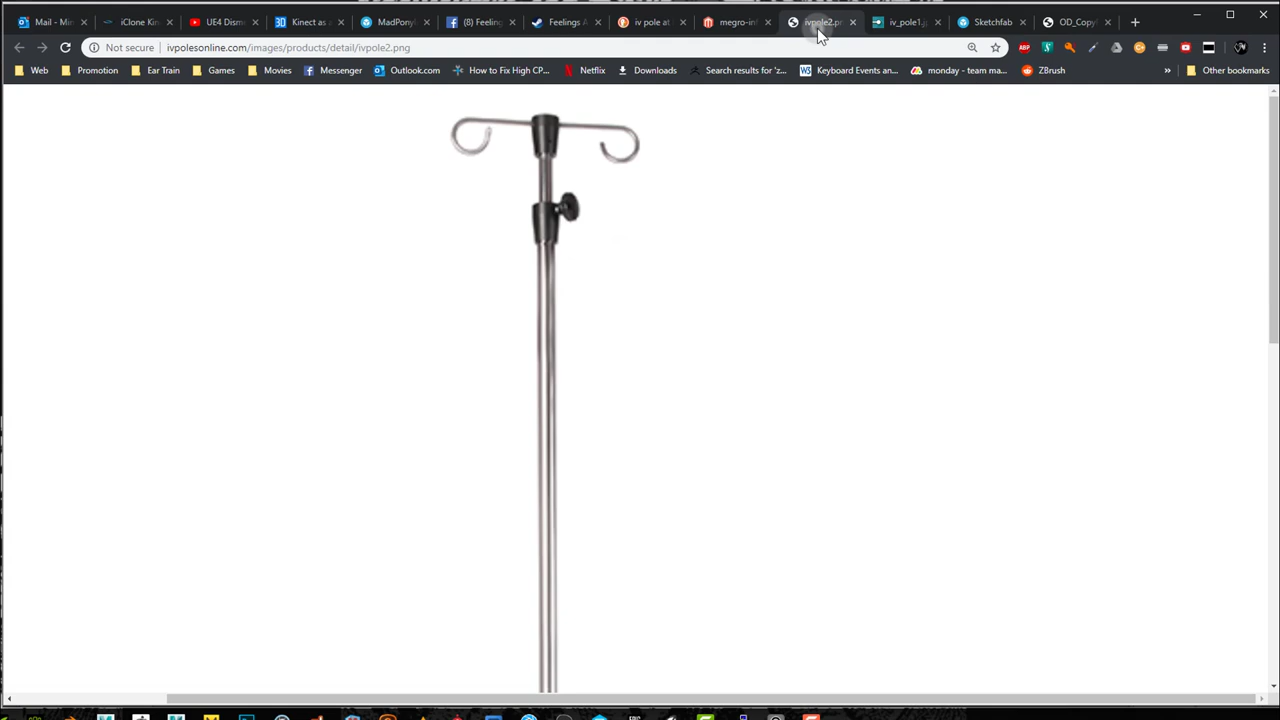 Mail - Mi
iClone Kin
UE4 Dism
Kinect as
MadPony
(8) Feeling
Feelings A
iv pole at
megro-in
ivpole2.p
iv_pole1.j
Sketchfab
OD_Copy
Not secure
ivpolesonline.com/images/products/detail/ivpole2.png
ABP
Web
Promotion
Ear Train
Games
Movies
Messenger
Outlook.com
How to Fix High CP...
Netflix
Downloads
Search results for 'z...
Keyboard Events an...
monday - team ma...
ZBrush
»
Other bookmarks